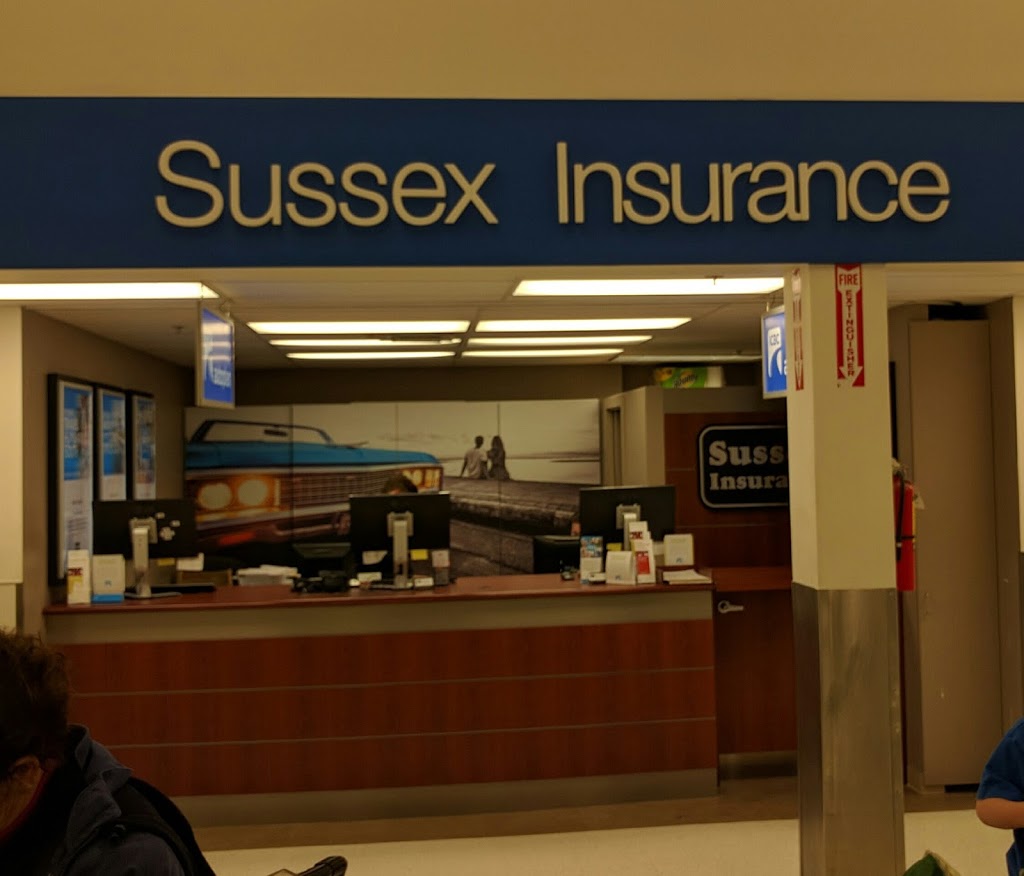 Sussex Insurance
FIRE
EXTINGUISHER
Suss
Insura